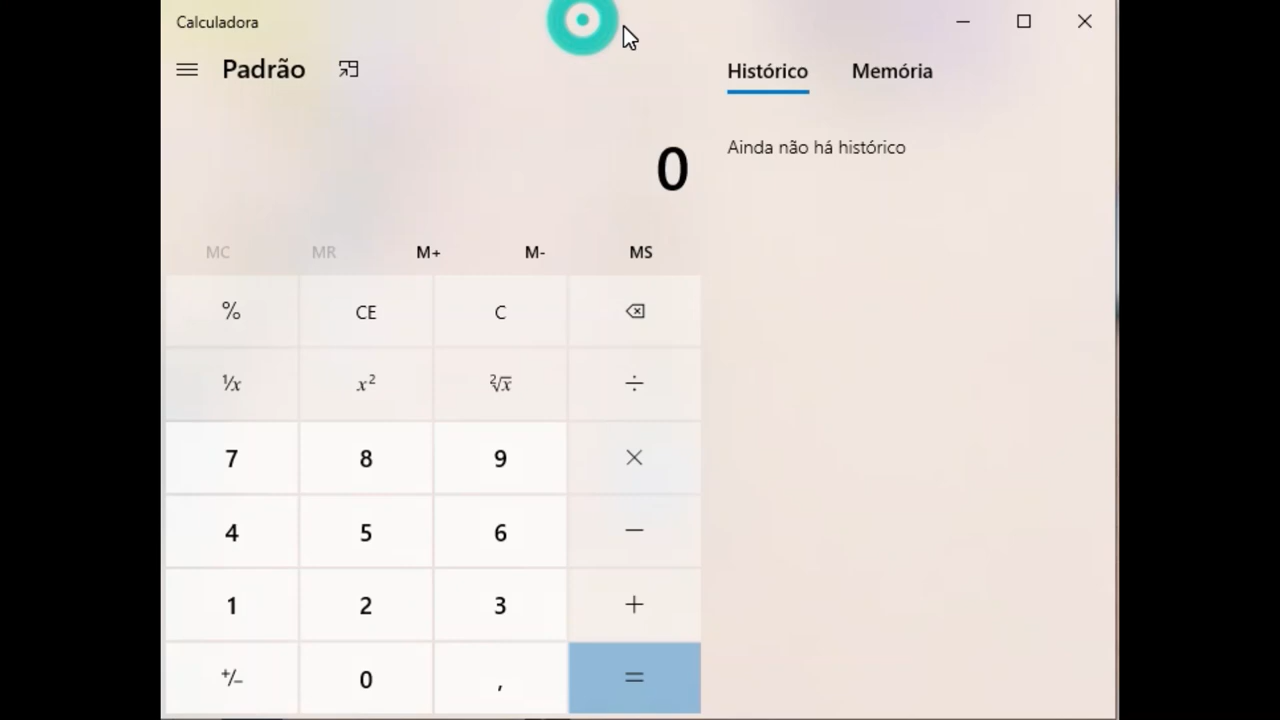 Calculadora
Padrão
Histórico Memória
0
Ainda não há histórico
MC MR M+ M- MS
% CE C
¹/x x² ²√x ÷
7 8 9 ×
4 5 6 −
1 2 3 +
+/− 0 , =